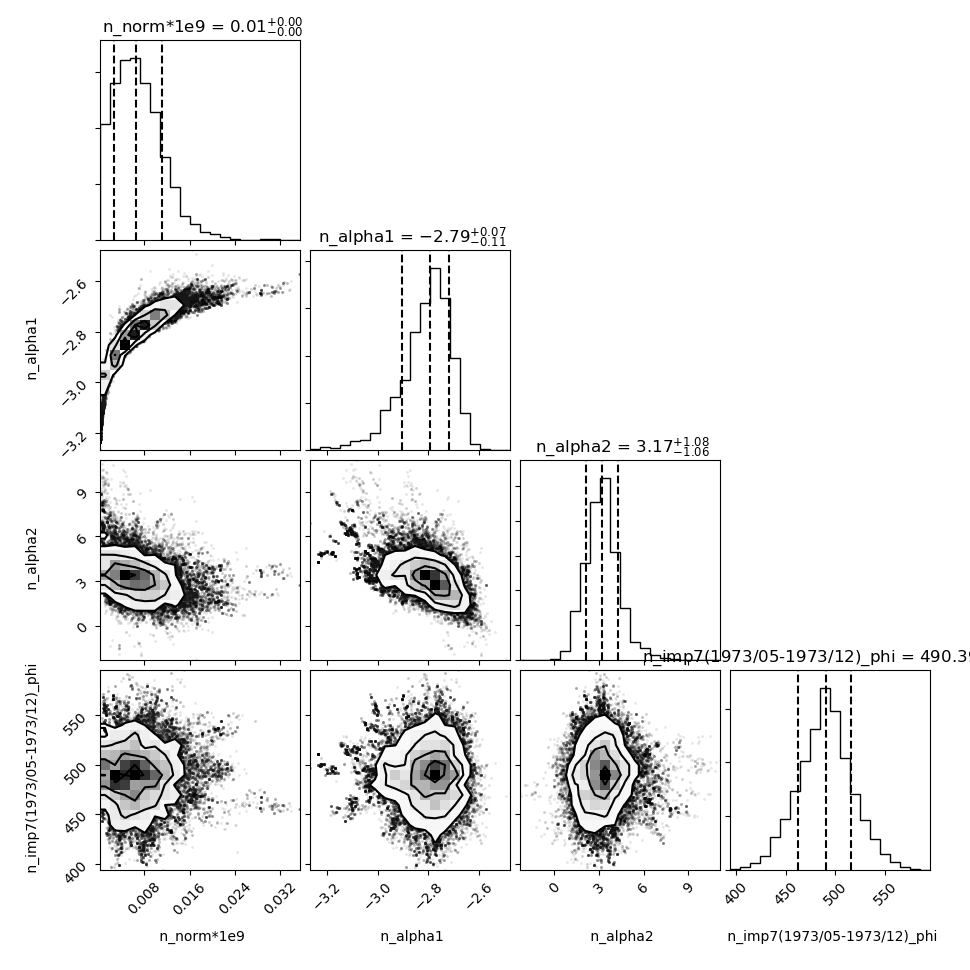 n_norm*1e9 = 0.01+0.00−0.00
n_alpha1 = −2.79+0.07−0.11
−2.6
−2.8
−3.0
−3.2
n_alpha1
n_alpha2 = 3.17+1.08−1.06
9
6
3
0
n_alpha2
n_imp7(1973/05-1973/12)_phi = 490.39
550
500
450
400
n_imp7(1973/05-1973/12)_phi
0.008
0.016
0.024
0.032
−3.2
−3.0
−2.8
−2.6
0
3
6
9
400
450
500
550
n_norm*1e9
n_alpha1
n_alpha2
n_imp7(1973/05-1973/12)_phi